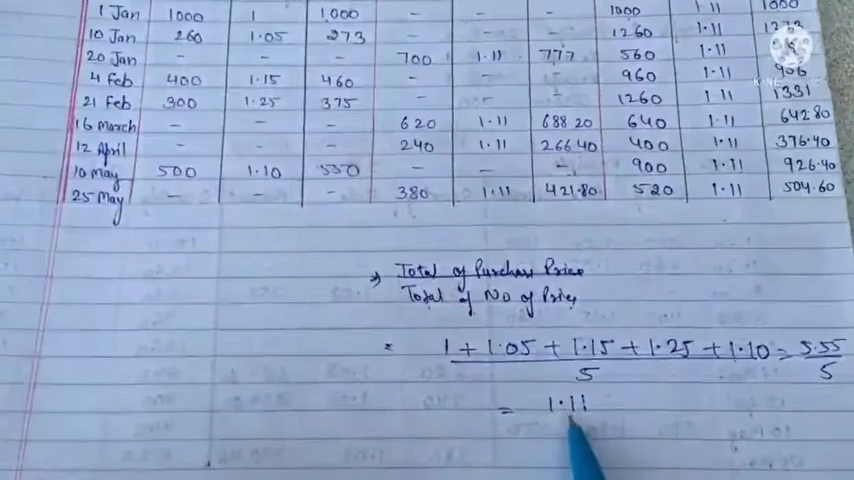 1 Jan 1000 1 1,000 - - - 1000 1·11 1000
10 Jan 260 1.05 273 - - - 1260 1.11 1273
20 Jan - - - 700 1.11 777 560 1.11
4 Feb 400 1.15 460 - - - 960 1.11 956
21 Feb 300 1.25 375 - - - 1260 1.11 1331
16 March - - - 620 1.11 688.20 640 1.11 642.80
12 April - - - 240 1.11 266.40 400 1.11 376.40
10 May 500 1.10 550 - - - 900 1.11 926.40
25 May - - - 380 1.11 421.80 520 1.11 504.60
⇒ Total of Purchase Price
Total of No of Price
= 1 + 1.05 + 1.15 + 1.25 + 1.10 = 5.55
5 5
= 1.11